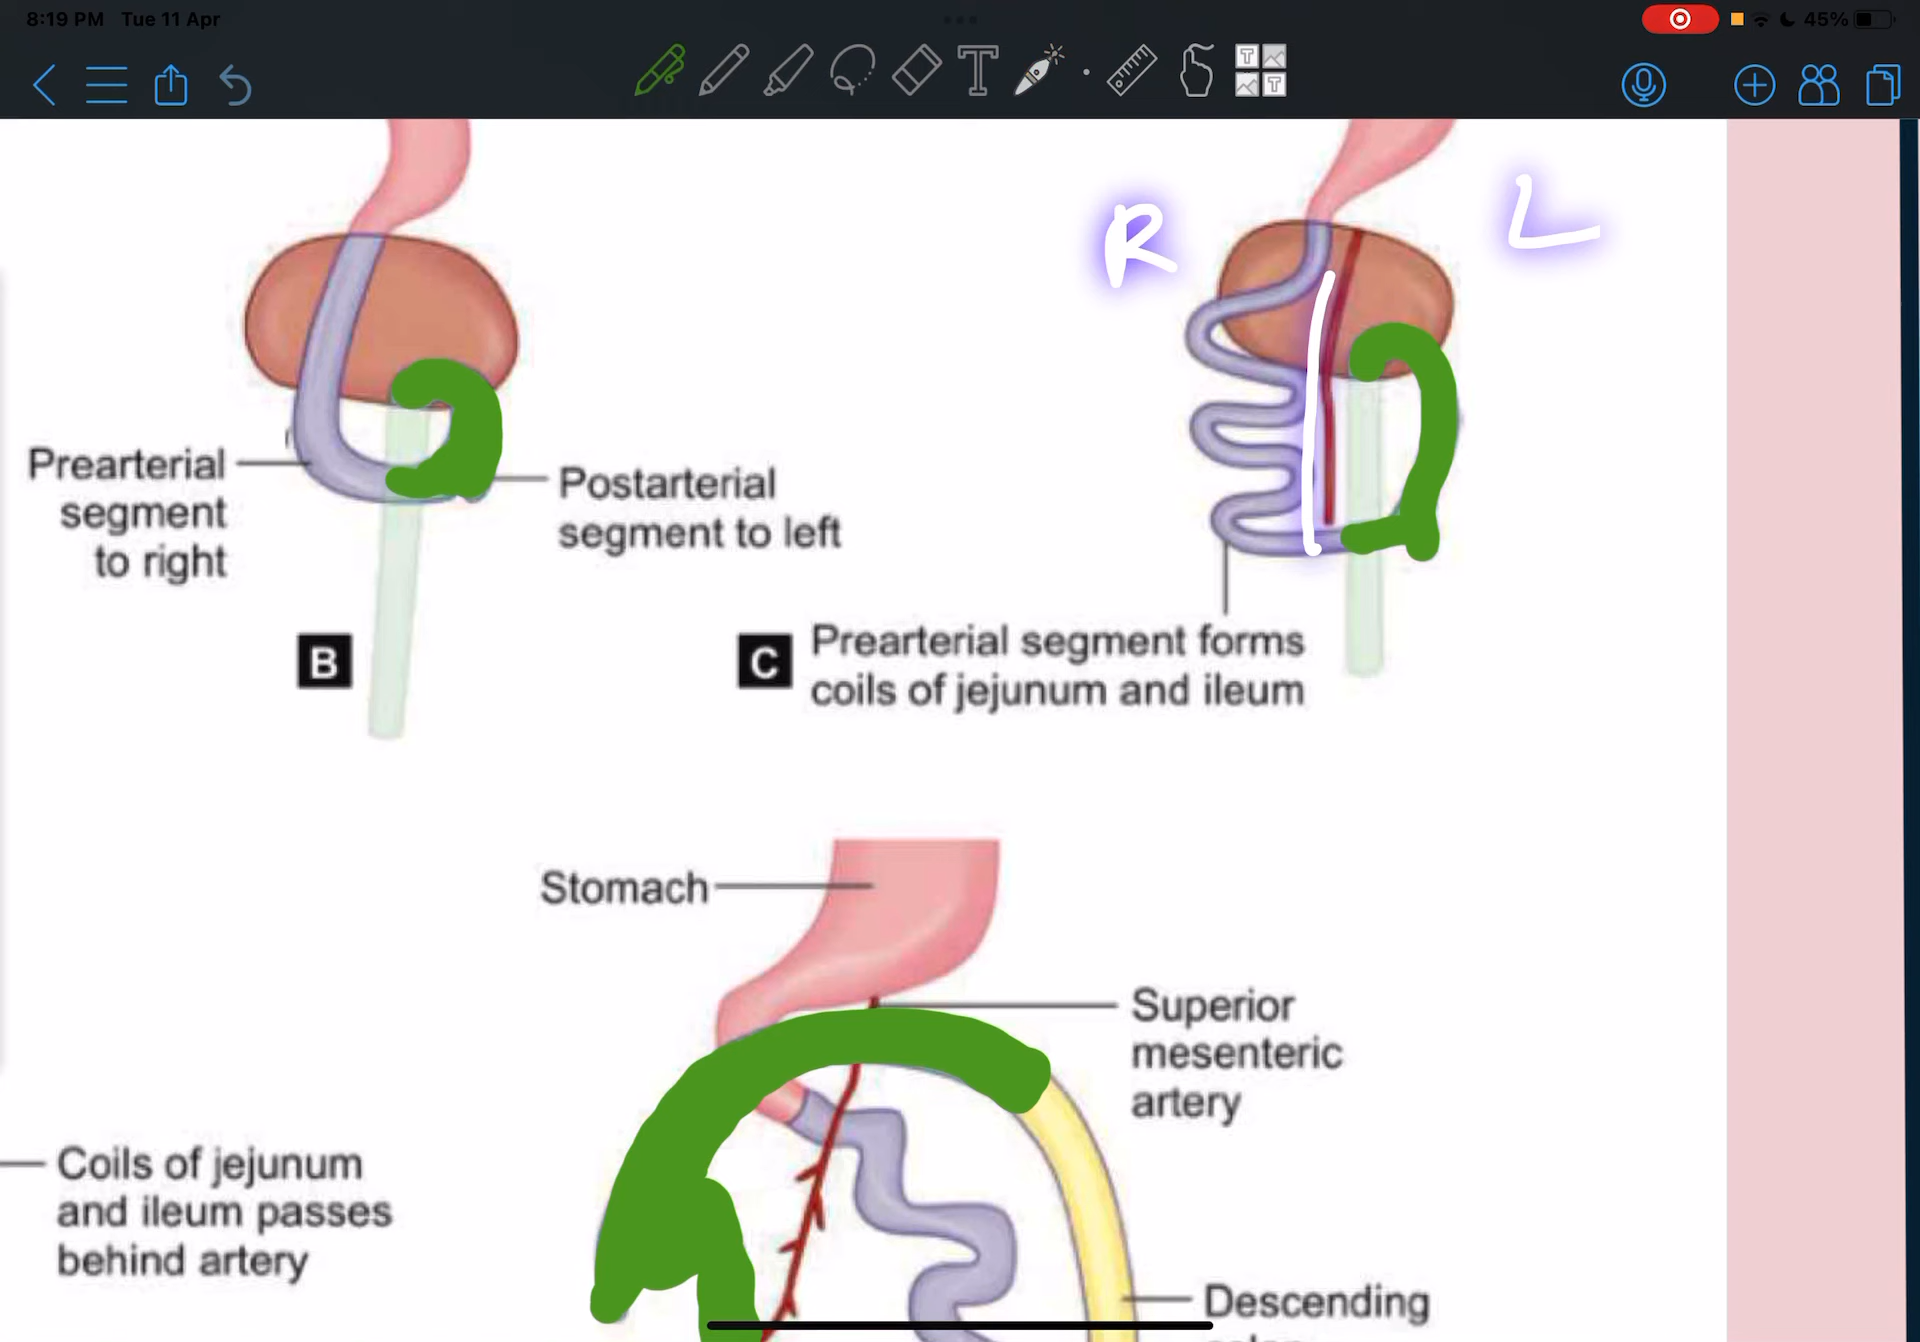 8:19 PM Tue 11 Apr
45%
R
L
Prearterial
segment
to right
Postarterial
segment to left
B
C
Prearterial segment forms
coils of jejunum and ileum
Stomach
Superior
mesenteric
artery
Coils of jejunum
and ileum passes
behind artery
Descending